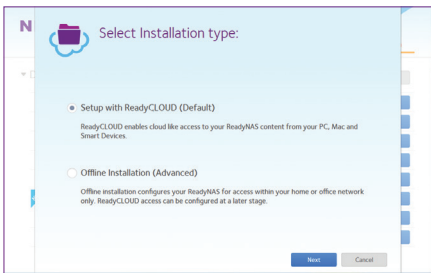 N
Select Installation type:
Setup with ReadyCLOUD (Default)
ReadyCLOUD enables cloud like access to your ReadyNAS content from your PC, Mac and
Smart Devices.
Offline Installation (Advanced)
Offline installation configures your ReadyNAS for access within your home or office network
only. ReadyCLOUD access can be configured at a later stage.
Next Cancel